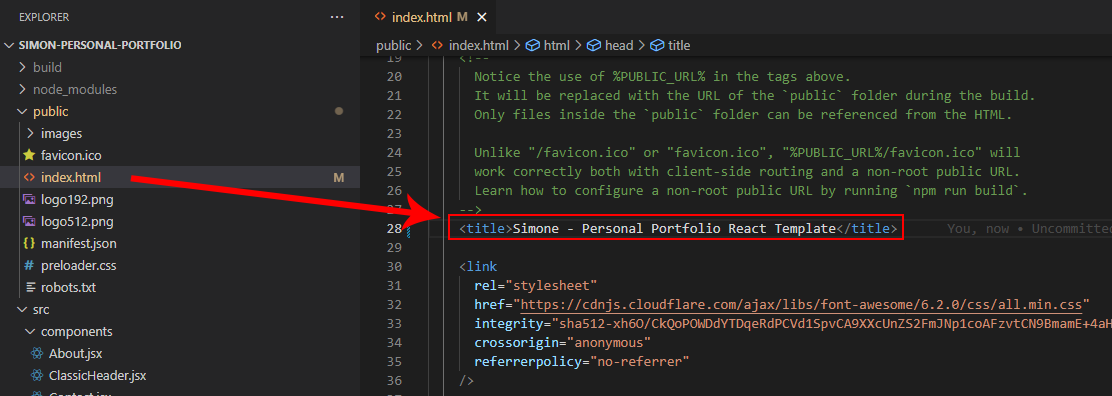 EXPLORER
SIMON-PERSONAL-PORTFOLIO
build
node_modules
public
images
favicon.ico
index.html M
logo192.png
logo512.png
manifest.json
preloader.css
robots.txt
src
components
About.jsx
ClassicHeader.jsx
Contact.jsx
index.html M
public > index.html > html > head > title
19 <!--
20 Notice the use of %PUBLIC_URL% in the tags above.
21 It will be replaced with the URL of the `public` folder during the build.
22 Only files inside the `public` folder can be referenced from the HTML.
23
24 Unlike "/favicon.ico" or "favicon.ico", "%PUBLIC_URL%/favicon.ico" will
25 work correctly both with client-side routing and a non-root public URL.
26 Learn how to configure a non-root public URL by running `npm run build`.
27 -->
28 <title>Simone - Personal Portfolio React Template</title> You, now • Uncommitted
29
30 <link
31 rel="stylesheet"
32 href="https://cdnjs.cloudflare.com/ajax/libs/font-awesome/6.2.0/css/all.min.css"
33 integrity="sha512-xh6O/CkQoPOWDdYTDqeRdPCVd1SpvCA9XXcUnZS2FmJNp1coAFzvtCN9BmamE+4aH
34 crossorigin="anonymous"
35 referrerpolicy="no-referrer"
36 />